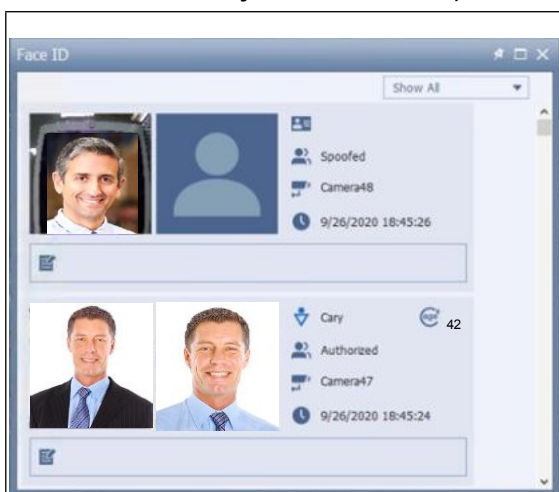 Face ID
Show All
Spoofed
Camera48
9/26/2020 18:45:26
Cary
age
42
Authorized
Camera47
9/26/2020 18:45:24